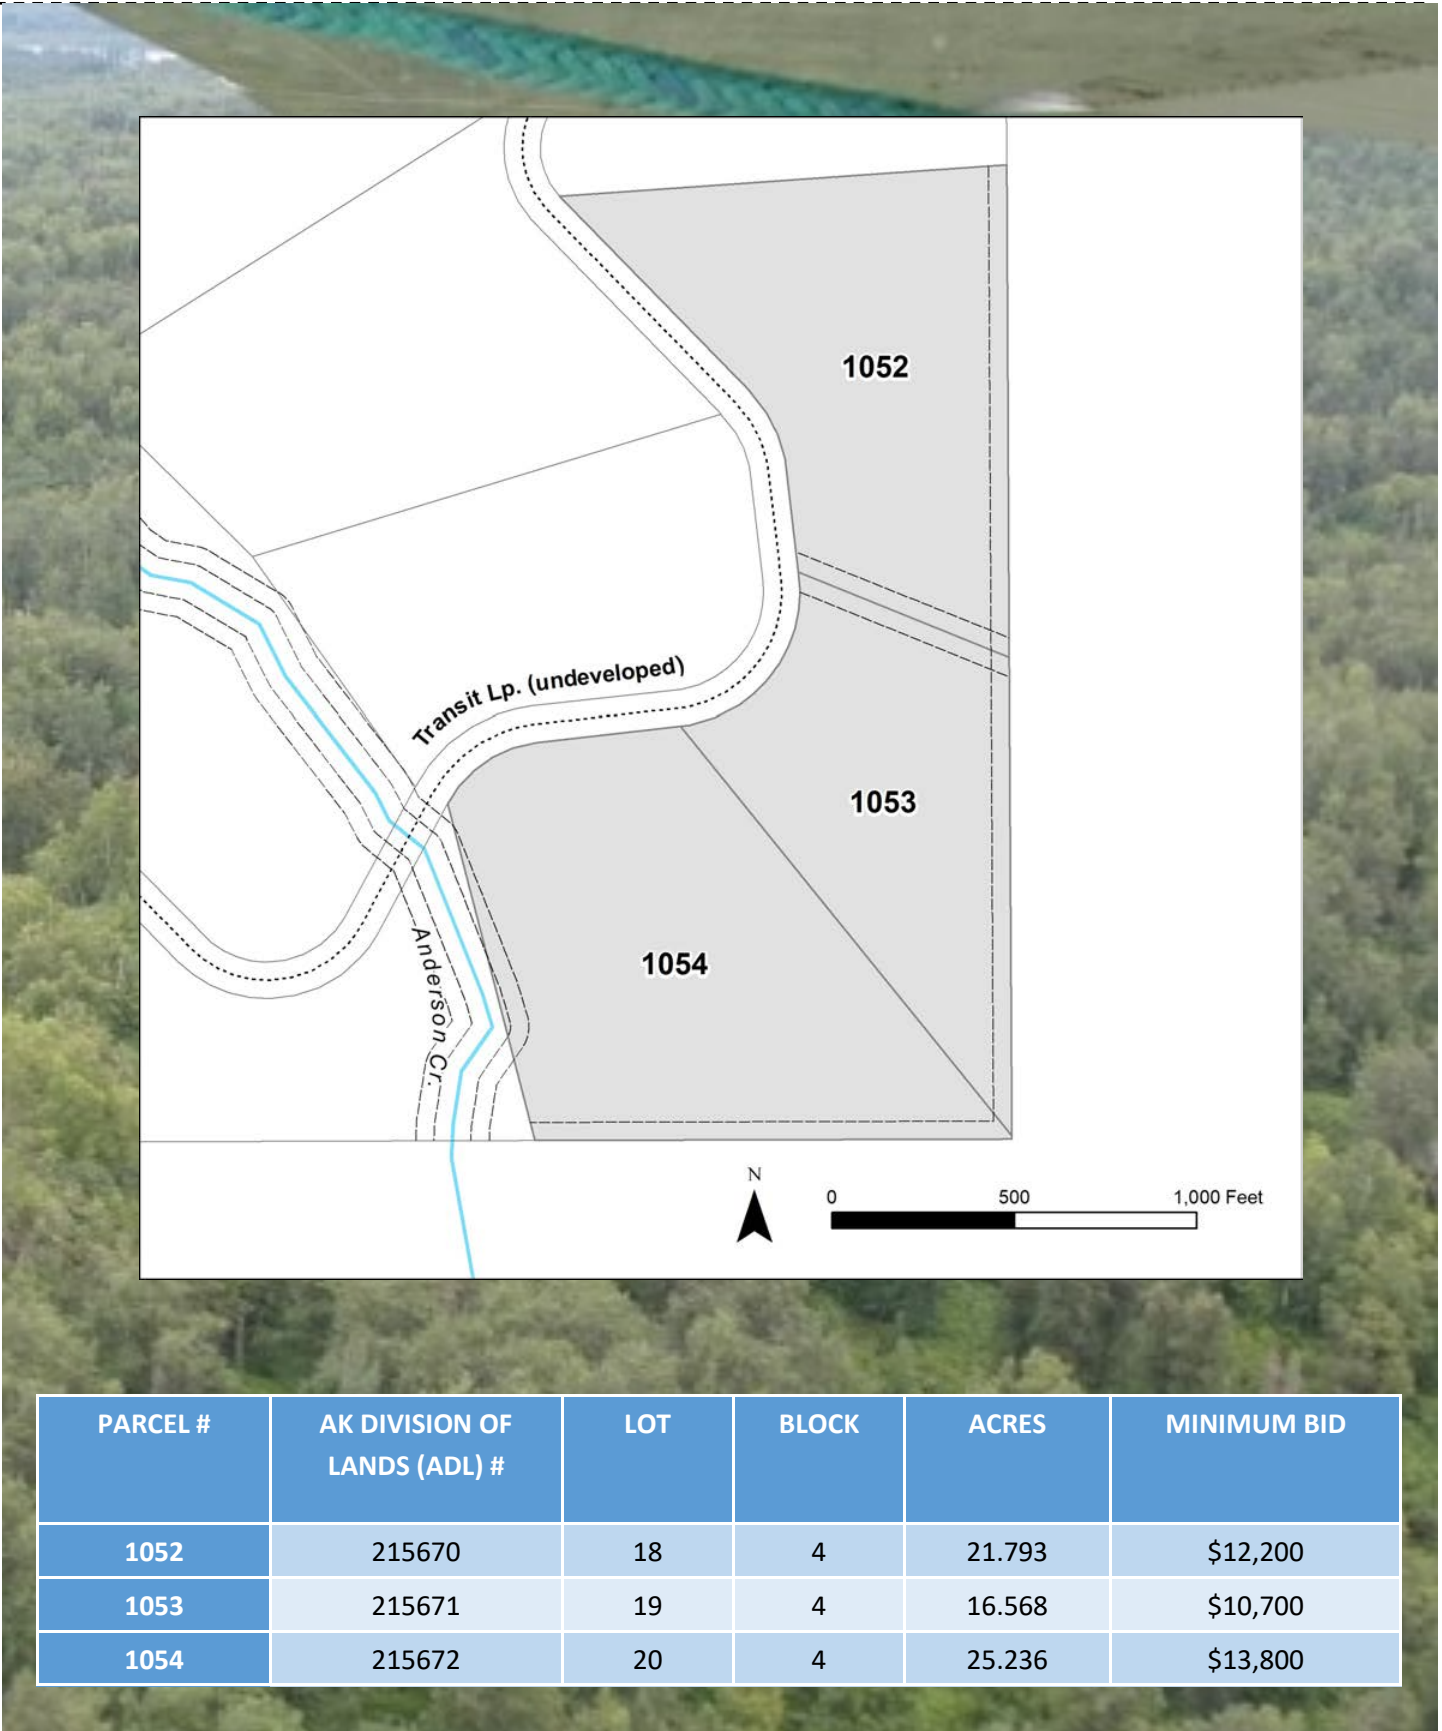 1052
Transit Lp. (undeveloped)
1053
1054
Anderson Cr.
N
0 500 1,000 Feet
PARCEL # AK DIVISION OF LANDS (ADL) # LOT BLOCK ACRES MINIMUM BID
1052 215670 18 4 21.793 $12,200
1053 215671 19 4 16.568 $10,700
1054 215672 20 4 25.236 $13,800